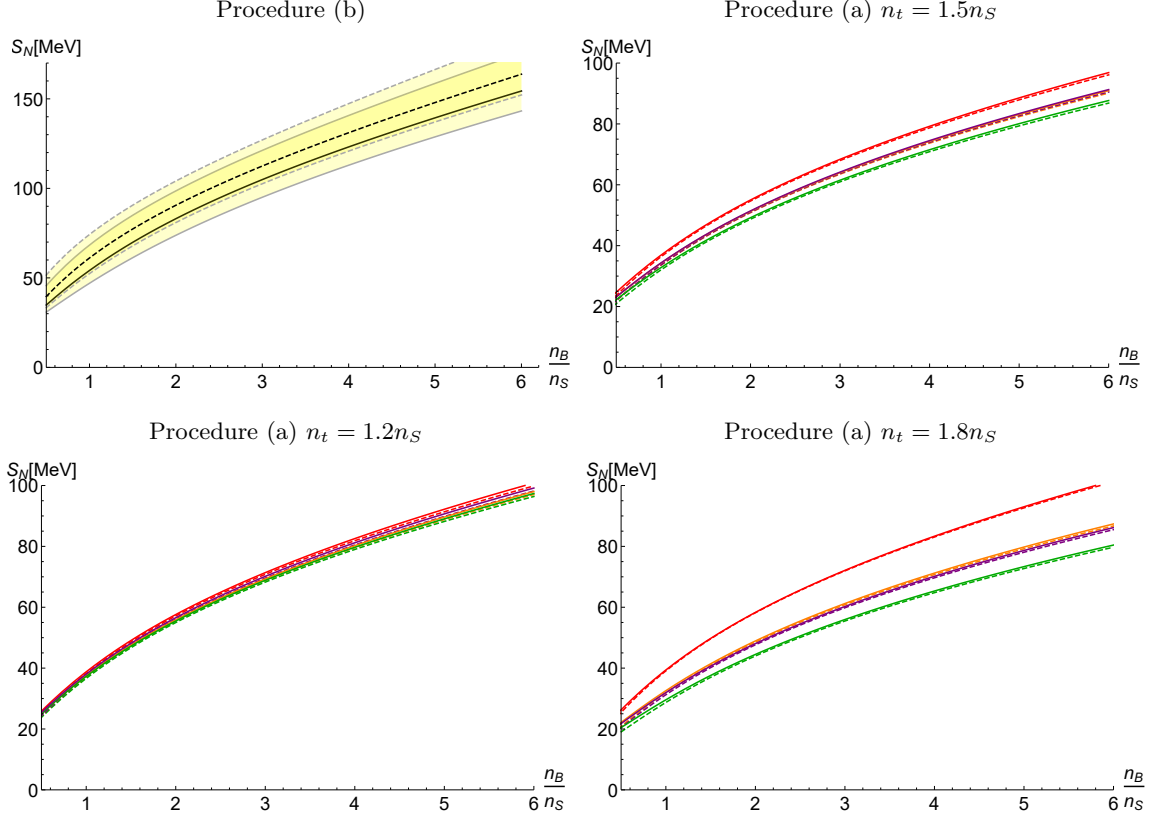 Procedure (b)
S_N[MeV]
150
100
50
0
1 2 3 4 5 6
n_B
n_S
Procedure (a) n_t = 1.5n_S
S_N[MeV]
100
80
60
40
20
0
1 2 3 4 5 6
n_B
n_S
Procedure (a) n_t = 1.2n_S
S_N[MeV]
100
80
60
40
20
0
1 2 3 4 5 6
n_B
n_S
Procedure (a) n_t = 1.8n_S
S_N[MeV]
100
80
60
40
20
0
1 2 3 4 5 6
n_B
n_S